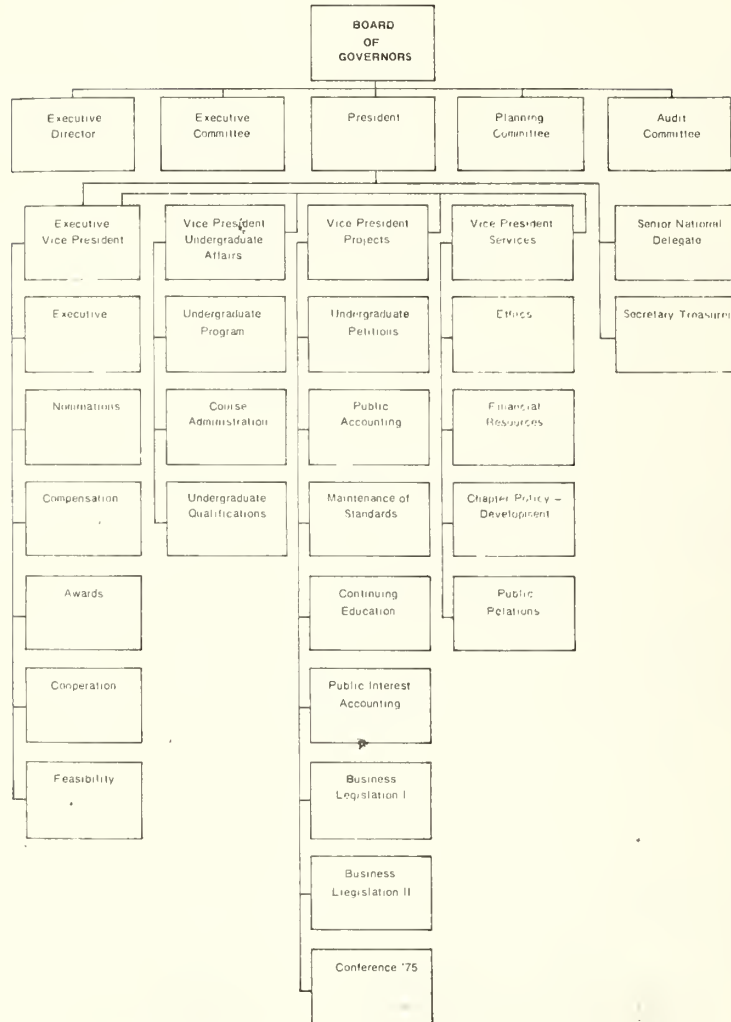 BOARD
OF
GOVERNORS
Executive
Director
Executive
Committee
President
Planning
Committee
Audit
Committee
Executive
Vice President
Vice President
Undergraduate
Affairs
Vice President
Projects
Vice President
Services
Senior National
Delegate
Executive
Undergraduate
Program
Undergraduate
Petitions
Ethics
Secretary Treasurer
Nominations
Course
Administration
Public
Accounting
Financial
Resources
Compensation
Undergraduate
Qualifications
Maintenance of
Standards
Chapter Policy –
Development
Awards
Continuing
Education
Public
Relations
Cooperation
Public Interest
Accounting
Feasibility
Business
Legislation I
Business
Liegislation II
Conference '75